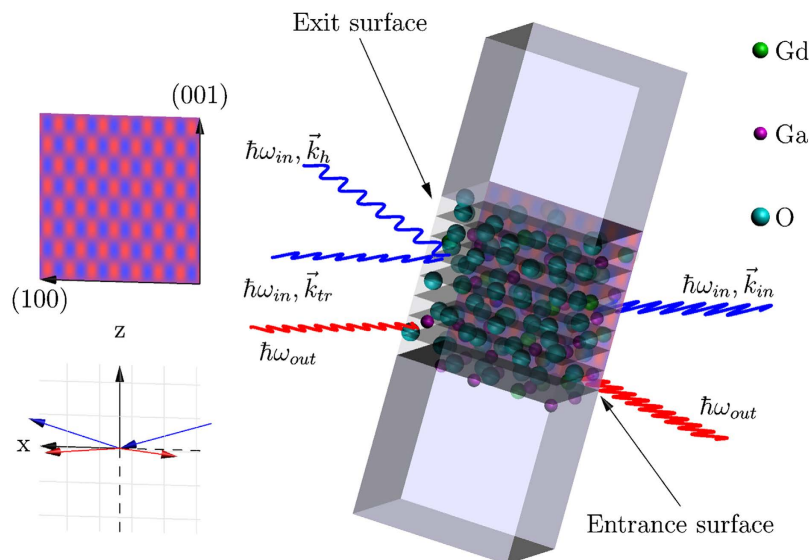 Exit surface
Gd
(001)
Ga
ħω_in, k⃗_h
O
(100)
ħω_in, k⃗_tr
ħω_in, k⃗_in
z
ħω_out
ħω_out
x
Entrance surface